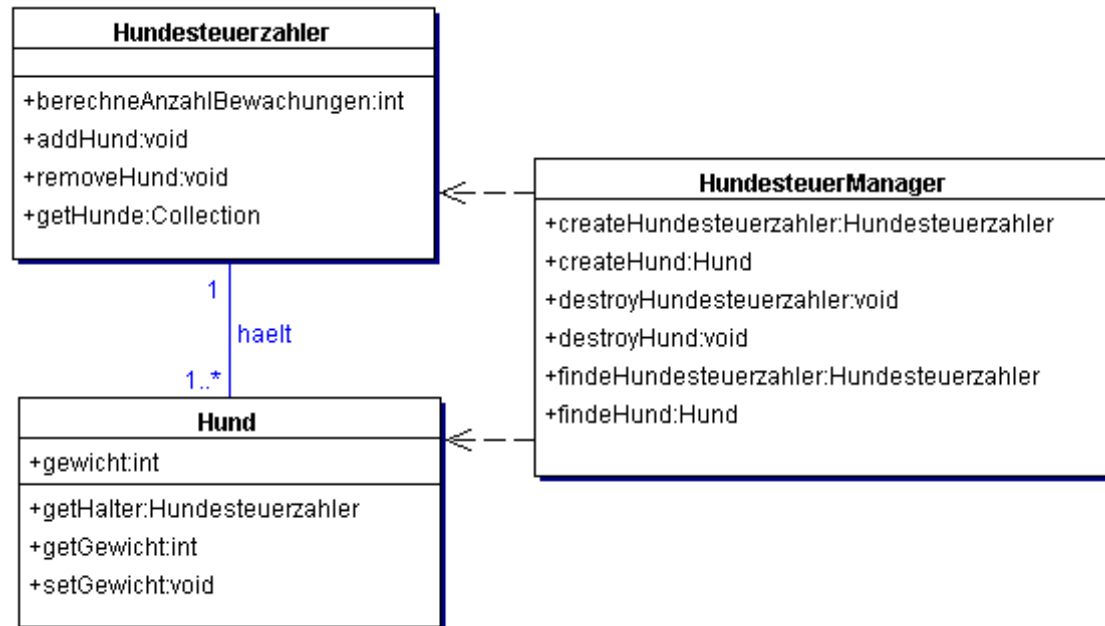 Hundesteuerzahler
+berechneAnzahlBewachungen:int
+addHund:void
+removeHund:void
+getHunde:Collection
1
haelt
1..*
Hund
+gewicht:int
+getHalter:Hundesteuerzahler
+getGewicht:int
+setGewicht:void
HundesteuerManager
+createHundesteuerzahler:Hundesteuerzahler
+createHund:Hund
+destroyHundesteuerzahler:void
+destroyHund:void
+findeHundesteuerzahler:Hundesteuerzahler
+findeHund:Hund